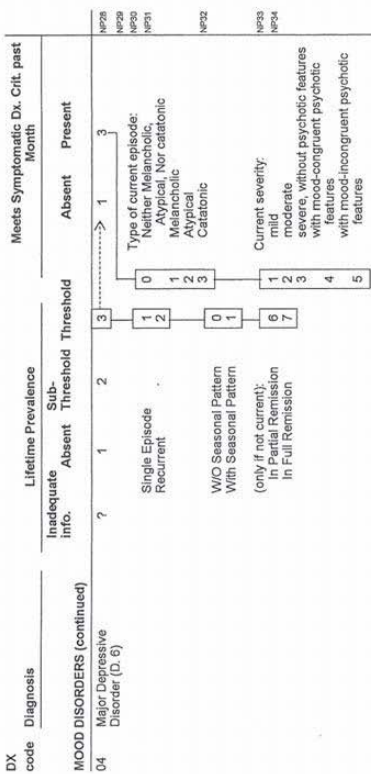 Lifetime Prevalence
Meets Symptomatic Dx. Crit. past
Month
DX
code Diagnosis
Inadequate
info.
Absent
Sub-
Threshold
Threshold
Absent
Present
MOOD DISORDERS (continued)
04 Major Depressive
Disorder (D. 6)
? 1 2 3 1 3
NP28
NP29
Type of current episode:
NP30
Single Episode 1
Recurrent 2
0 Neither Melancholic,
Atypical, Nor catatonic
1 Melancholic
2 Atypical
3 Catatonic
NP31
W/O Seasonal Pattern 0
With Seasonal Pattern 1
NP32
(only if not current):
In Partial Remission 6
In Full Remission 7
Current severity:
1 mild
2 moderate
3 severe, without psychotic features
4 with mood-congruent psychotic
features
5 with mood-incongruent psychotic
features
NP33
NP34